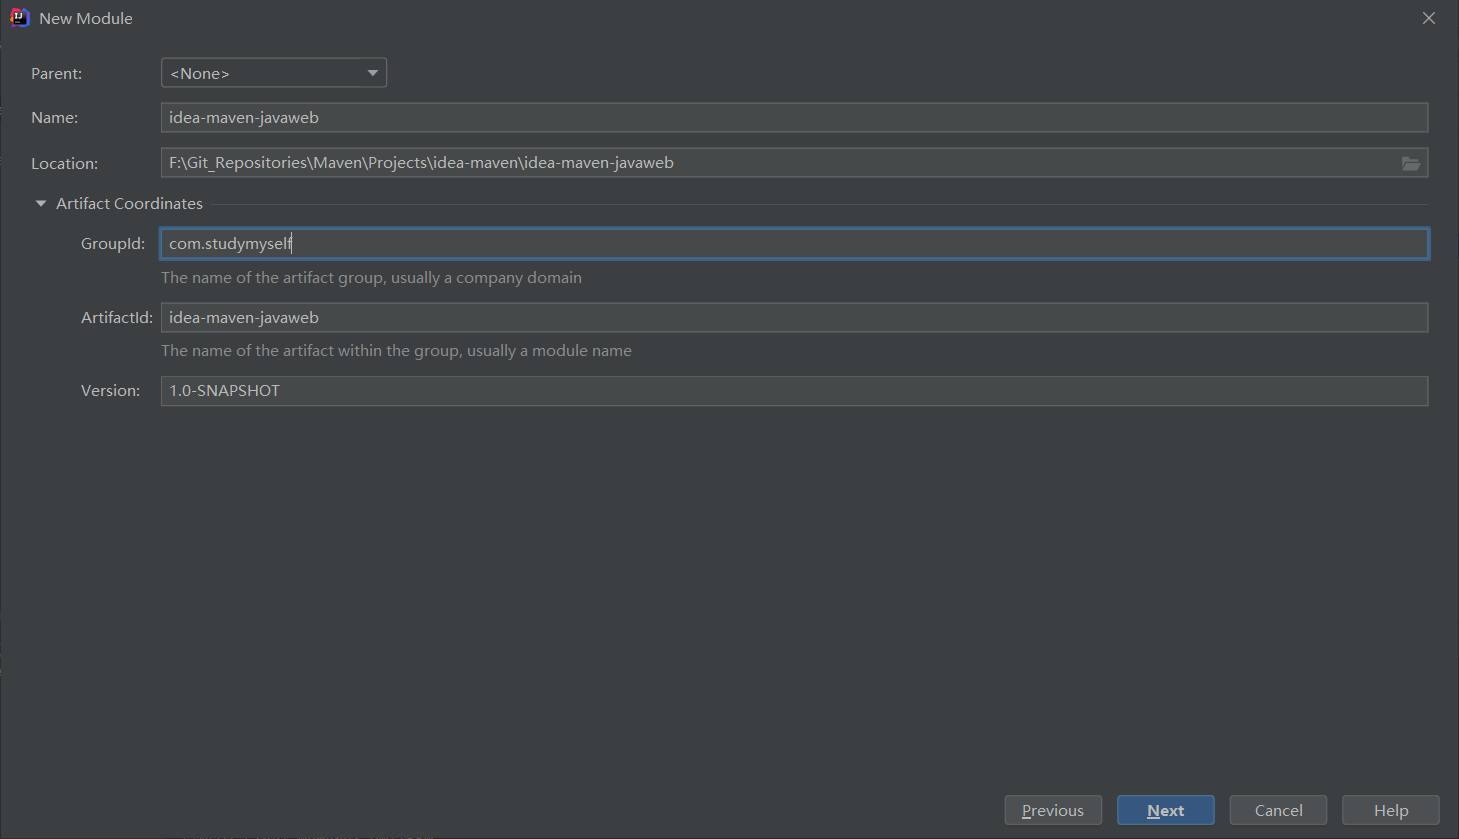 New Module
Parent: <None>
Name: idea-maven-javaweb
Location: F:\Git_Repositories\Maven\Projects\idea-maven\idea-maven-javaweb
Artifact Coordinates
GroupId: com.studymyself
The name of the artifact group, usually a company domain
ArtifactId: idea-maven-javaweb
The name of the artifact within the group, usually a module name
Version: 1.0-SNAPSHOT
Previous Next Cancel Help